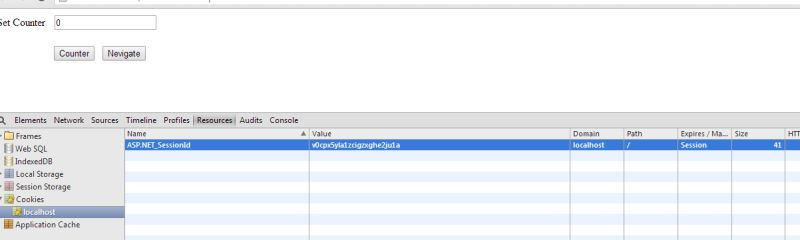 Set Counter 0
Counter Nevigate
Elements Network Sources Timeline Profiles Resources Audits Console
Frames
Web SQL
IndexedDB
Local Storage
Session Storage
Cookies
localhost
Application Cache
Name Value Domain Path Expires / Ma... Size HT
ASP.NET_SessionId v0cpx5yla1zcigzxghe2ju1a localhost / Session 41